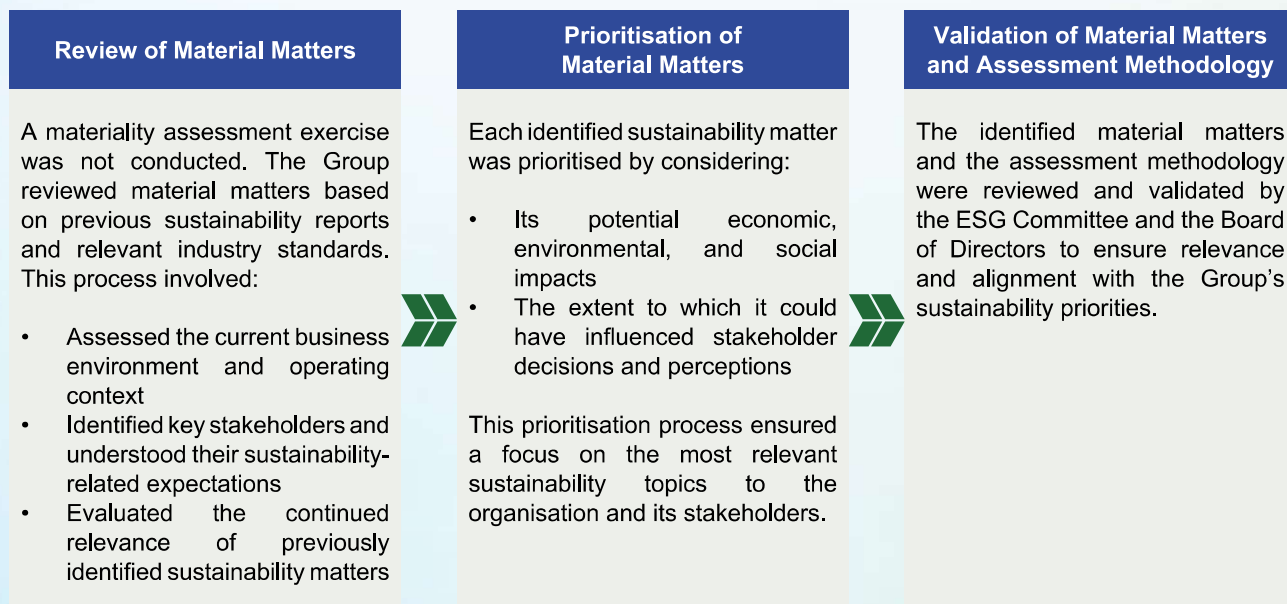 Review of Material Matters
A materiality assessment exercise
was not conducted. The Group
reviewed material matters based
on previous sustainability reports
and relevant industry standards.
This process involved:
• Assessed the current business
environment and operating
context
• Identified key stakeholders and
understood their sustainability-
related expectations
• Evaluated the continued
relevance of previously
identified sustainability matters
Prioritisation of
Material Matters
Each identified sustainability matter
was prioritised by considering:
• Its potential economic,
environmental, and social
impacts
• The extent to which it could
have influenced stakeholder
decisions and perceptions
This prioritisation process ensured
a focus on the most relevant
sustainability topics to the
organisation and its stakeholders.
Validation of Material Matters
and Assessment Methodology
The identified material matters
and the assessment methodology
were reviewed and validated by
the ESG Committee and the Board
of Directors to ensure relevance
and alignment with the Group's
sustainability priorities.